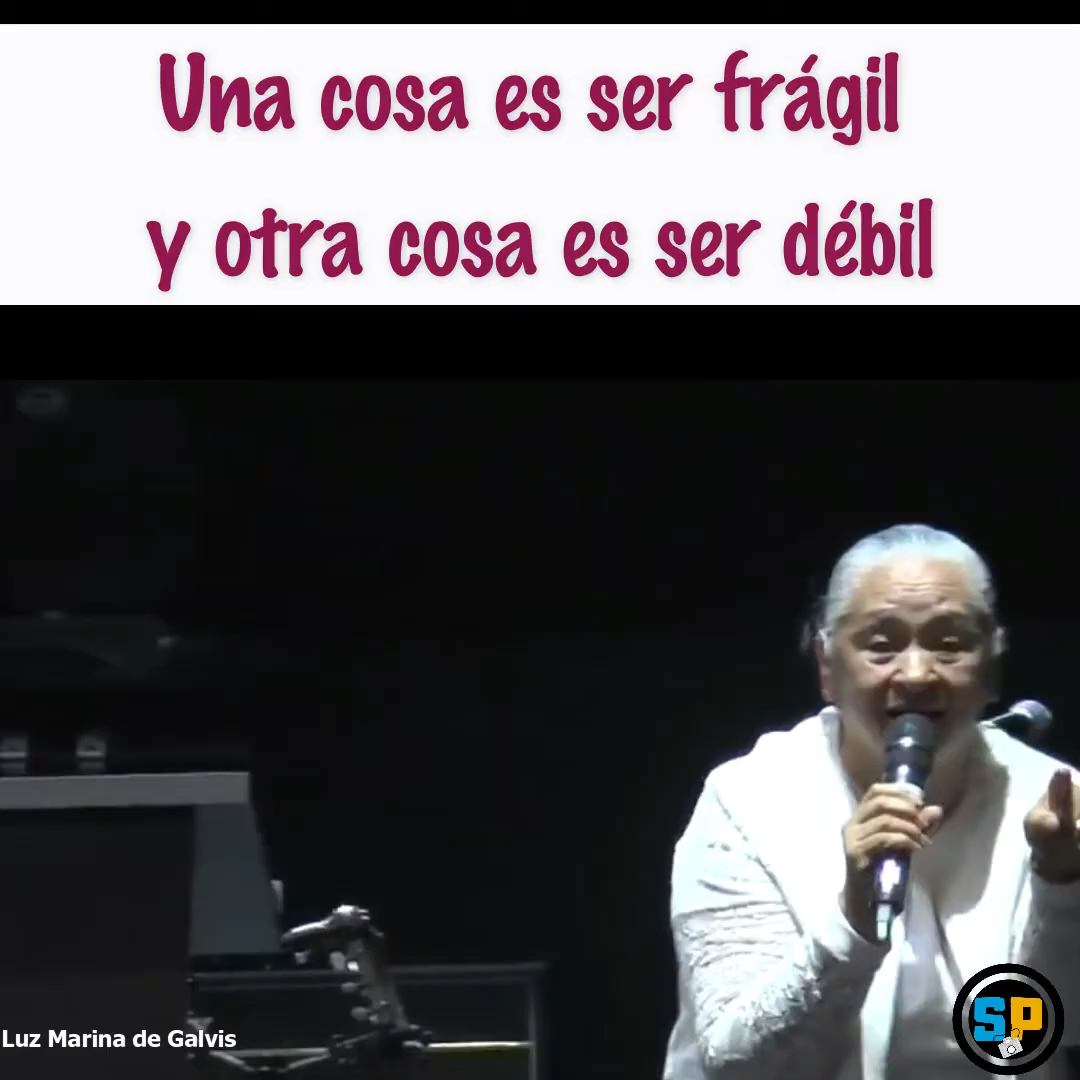 Una cosa es ser frágil
y otra cosa es ser débil
Luz Marina de Galvis
SP